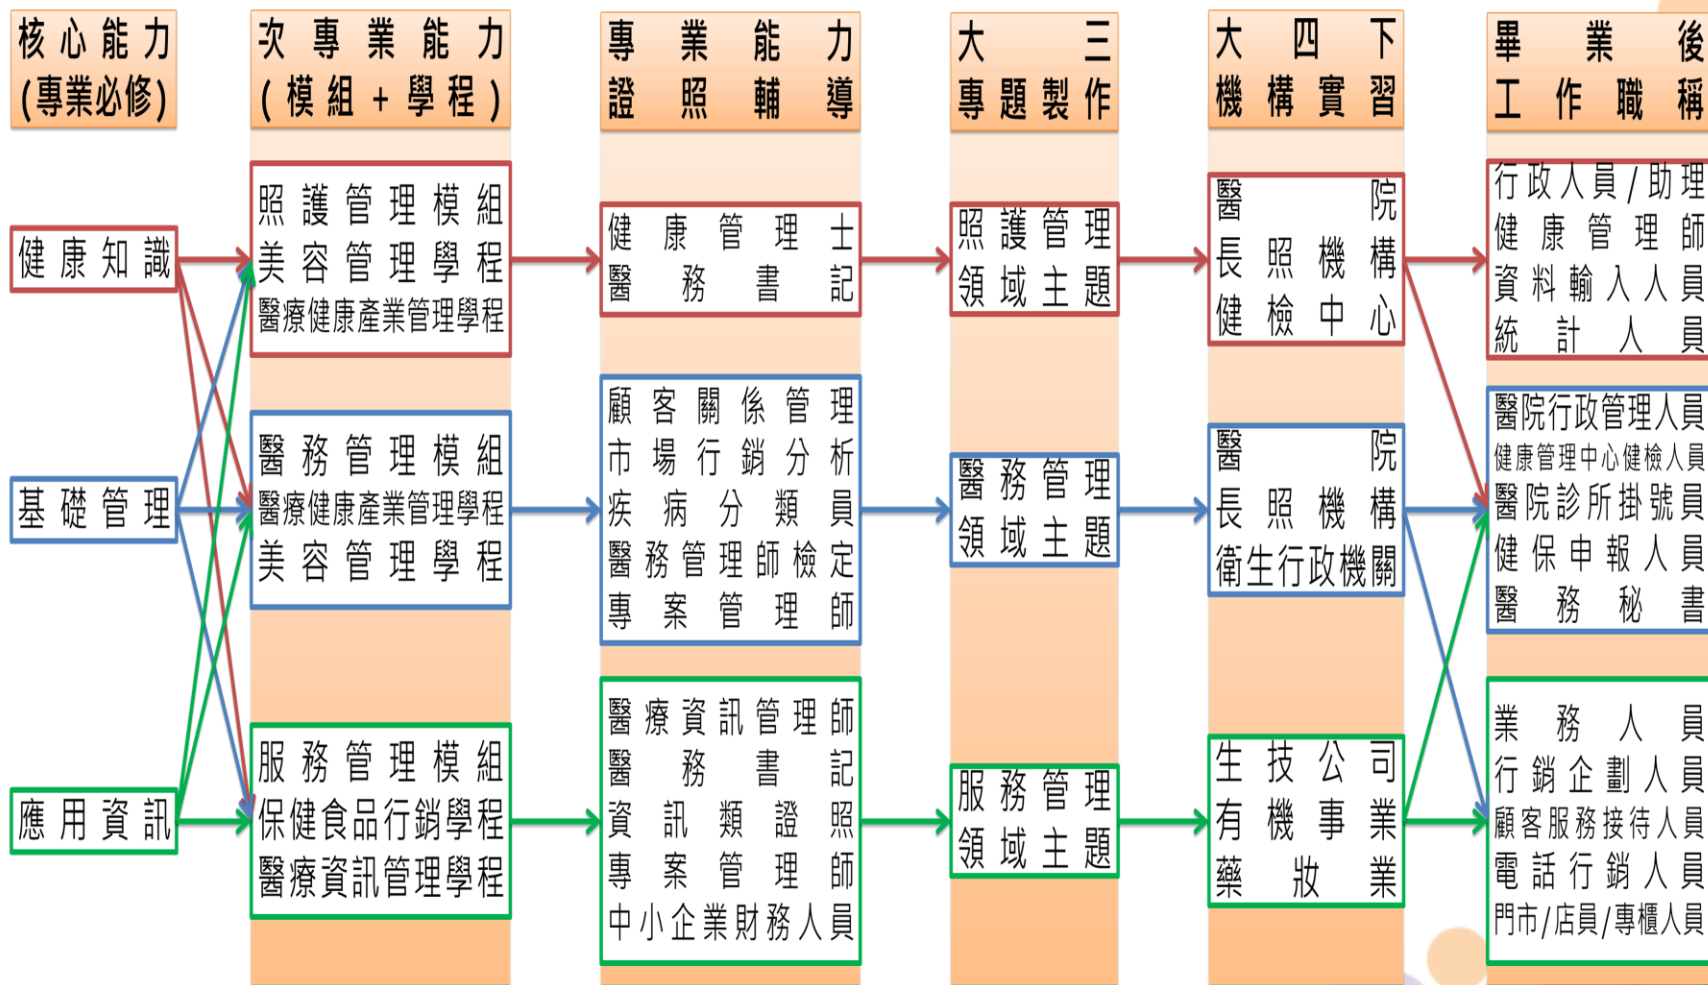 核心能力
(專業必修)
健康知識
基礎管理
應用資訊
次專業能力
(模組+學程)
照護管理模組
美容管理學程
醫療健康產業管理學程
醫務管理模組
醫療健康產業管理學程
美容管理學程
服務管理模組
保健食品行銷學程
醫療資訊管理學程
專業能力
證照輔導
健康管理士
醫務書記
顧客關係管理
市場行銷分析
疾病分類員
醫務管理師檢定
專案管理師
醫療資訊管理師
醫務書記
資訊類證照
專案管理師
中小企業財務人員
大三
專題製作
照護管理
領域主題
醫務管理
領域主題
服務管理
領域主題
大四下
機構實習
醫院
長照機構
健檢中心
醫院
長照機構
衛生行政機關
生技公司
有機事業
藥妝業
畢業後
工作職稱
行政人員/助理
健康管理師
資料輸入人員
統計人員
醫院行政管理人員
健康管理中心健檢人員
醫院診所掛號員
健保申報人員
醫務秘書
業務人員
行銷企劃人員
顧客服務接待人員
電話行銷人員
門市/店員/專櫃人員